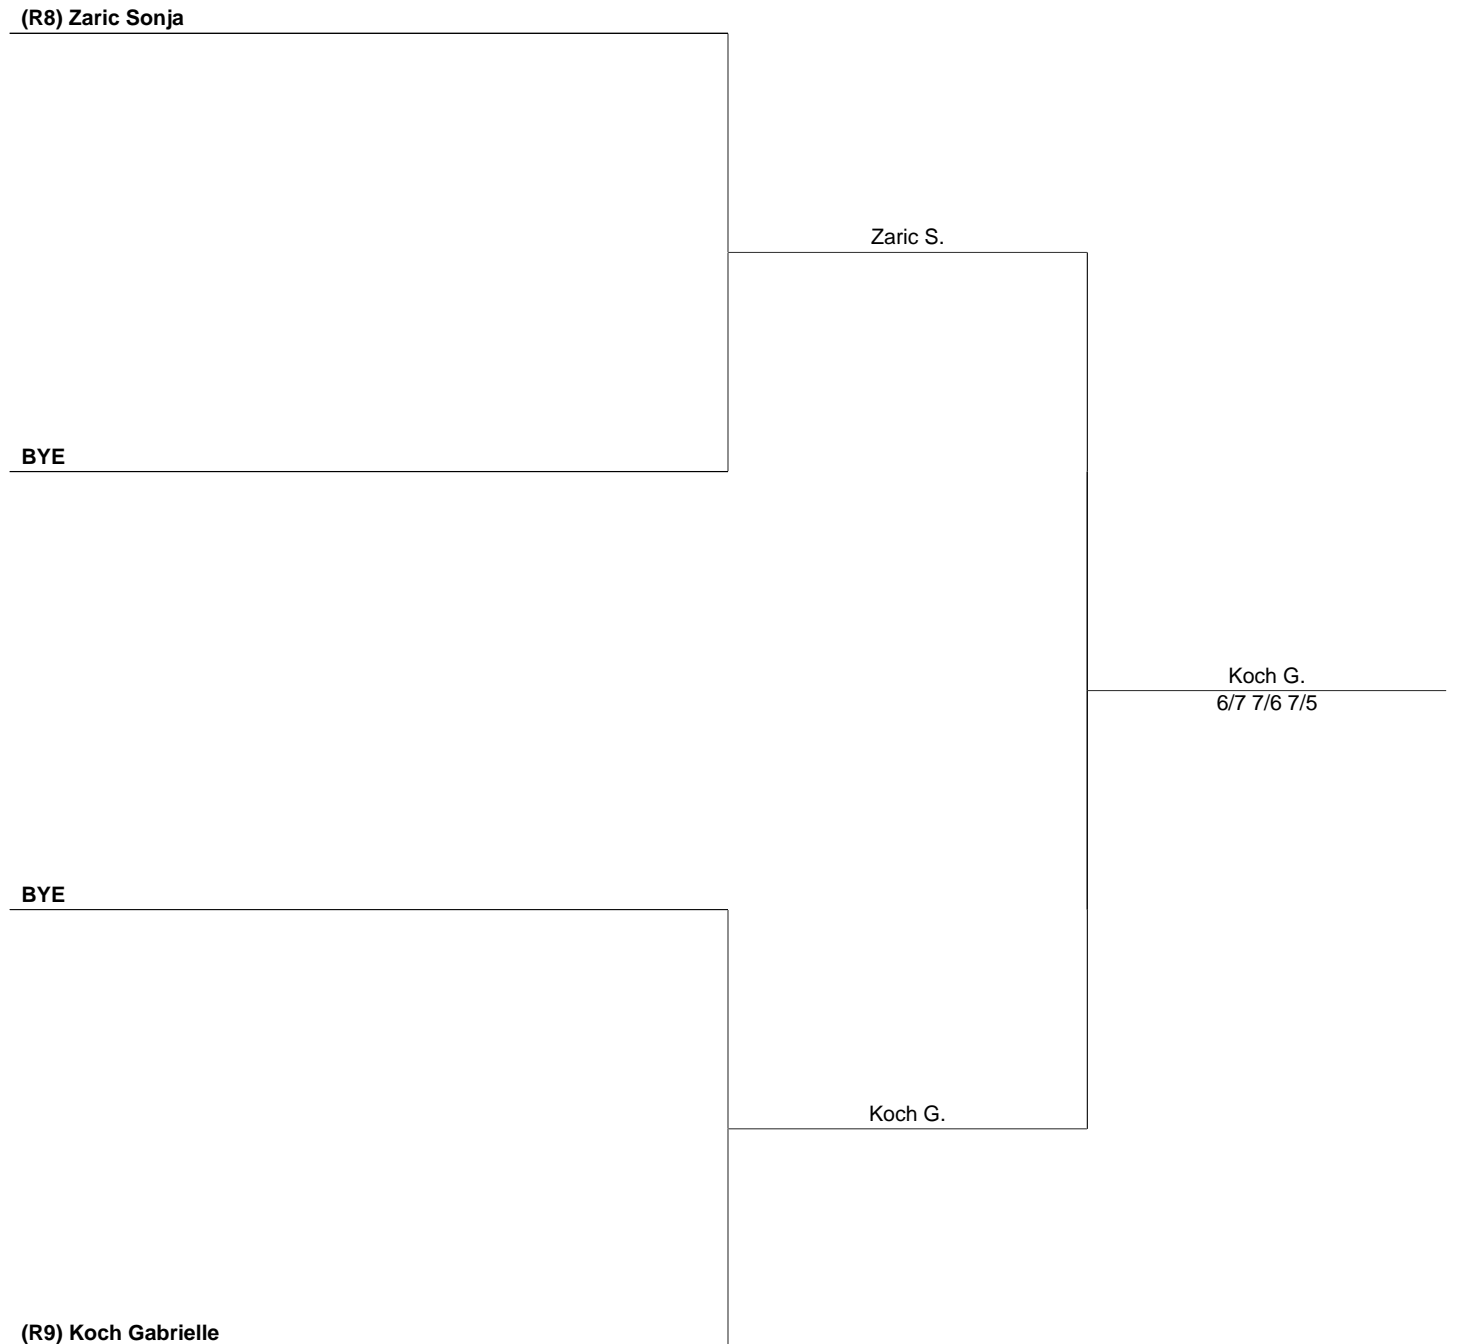 (R8) Zaric Sonja
Zaric S.
BYE
Koch G.
6/7 7/6 7/5
BYE
Koch G.
(R9) Koch Gabrielle